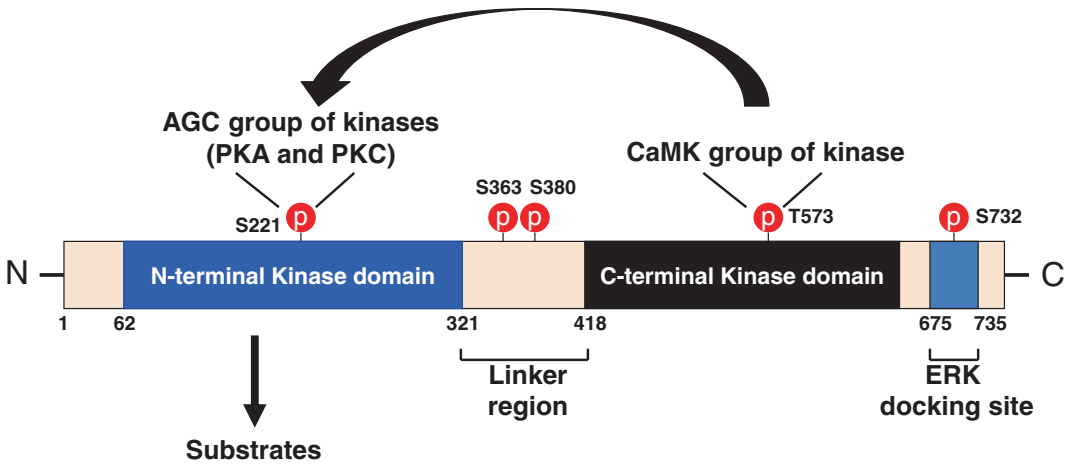 AGC group of kinases
(PKA and PKC)
CaMK group of kinase
S363 S380
S221 p
p p
p T573
p S732
N
N-terminal Kinase domain
C-terminal Kinase domain
C
1 62 321 418 675 735
Linker
region
ERK
docking site
Substrates